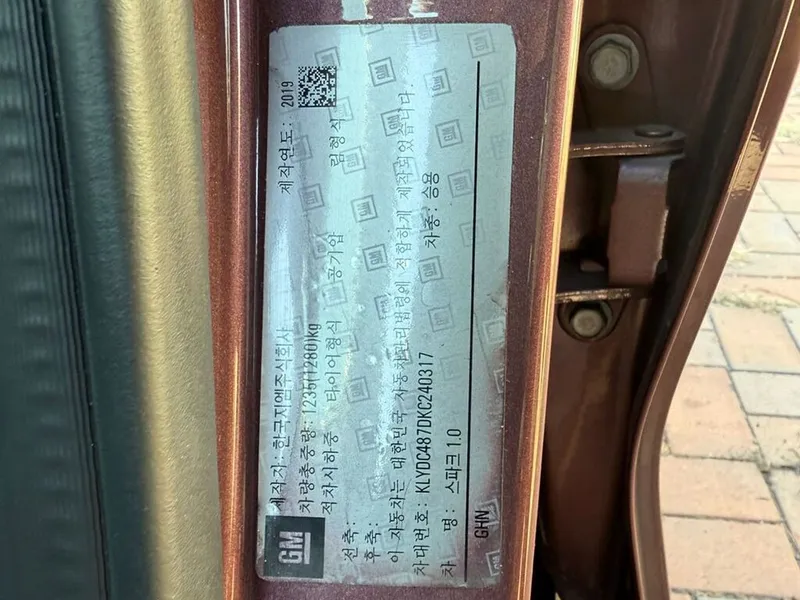 GM
제작자: 한국지엠주식회사 제작연도: 2019
차량총중량: 1235(1280)kg
적차시하중 타이어형식 공기압 림형식
전축:
후축:
이 자동차는 대한민국 자동차관리법령에 적합하게 제작되었습니다.
차대번호: KLYDC487DKC240317 차종: 승용
차 명: 스파크1.0
GHN